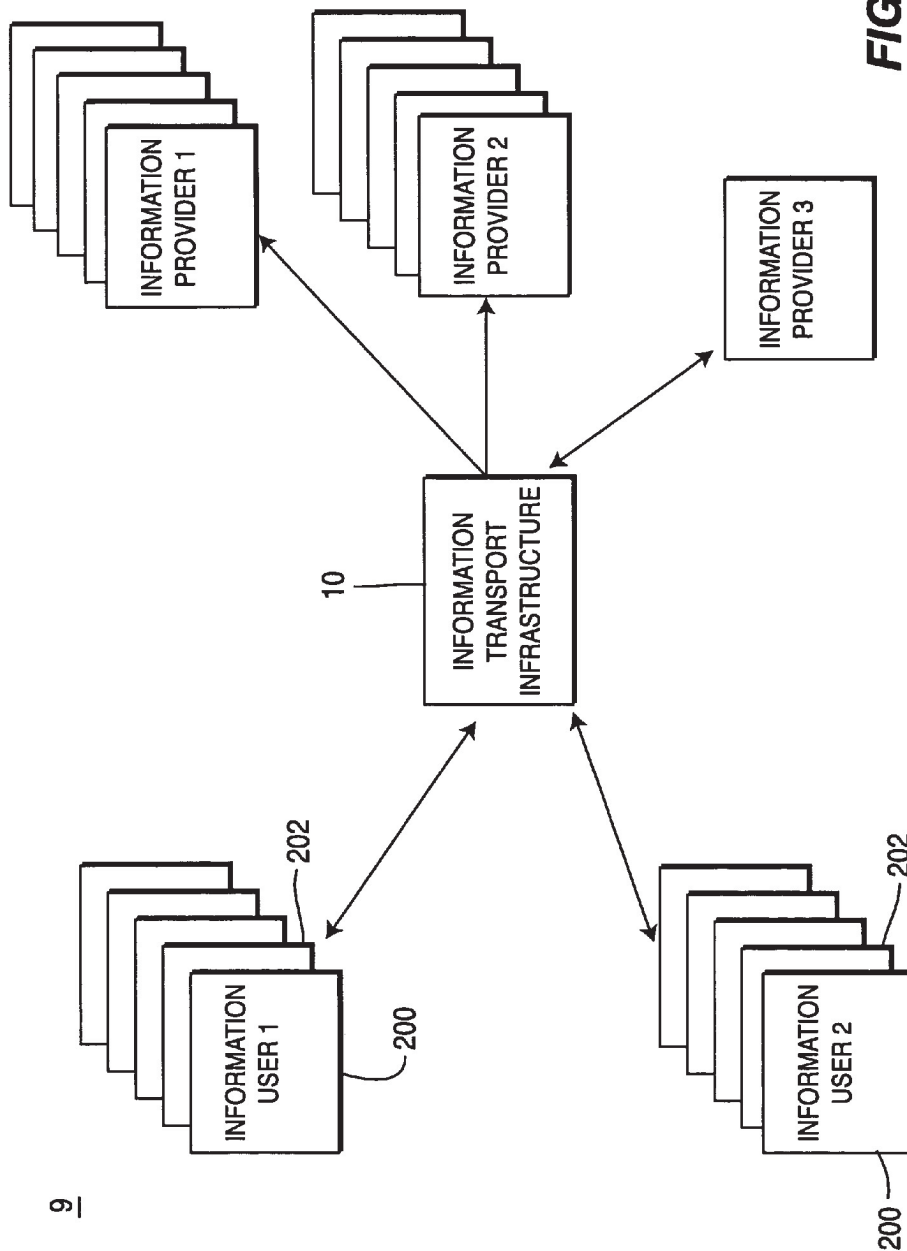 9
INFORMATION
USER 1
202
200
INFORMATION
USER 2
202
200
10
INFORMATION
TRANSPORT
INFRASTRUCTURE
INFORMATION
PROVIDER 1
INFORMATION
PROVIDER 2
INFORMATION
PROVIDER 3
FIG